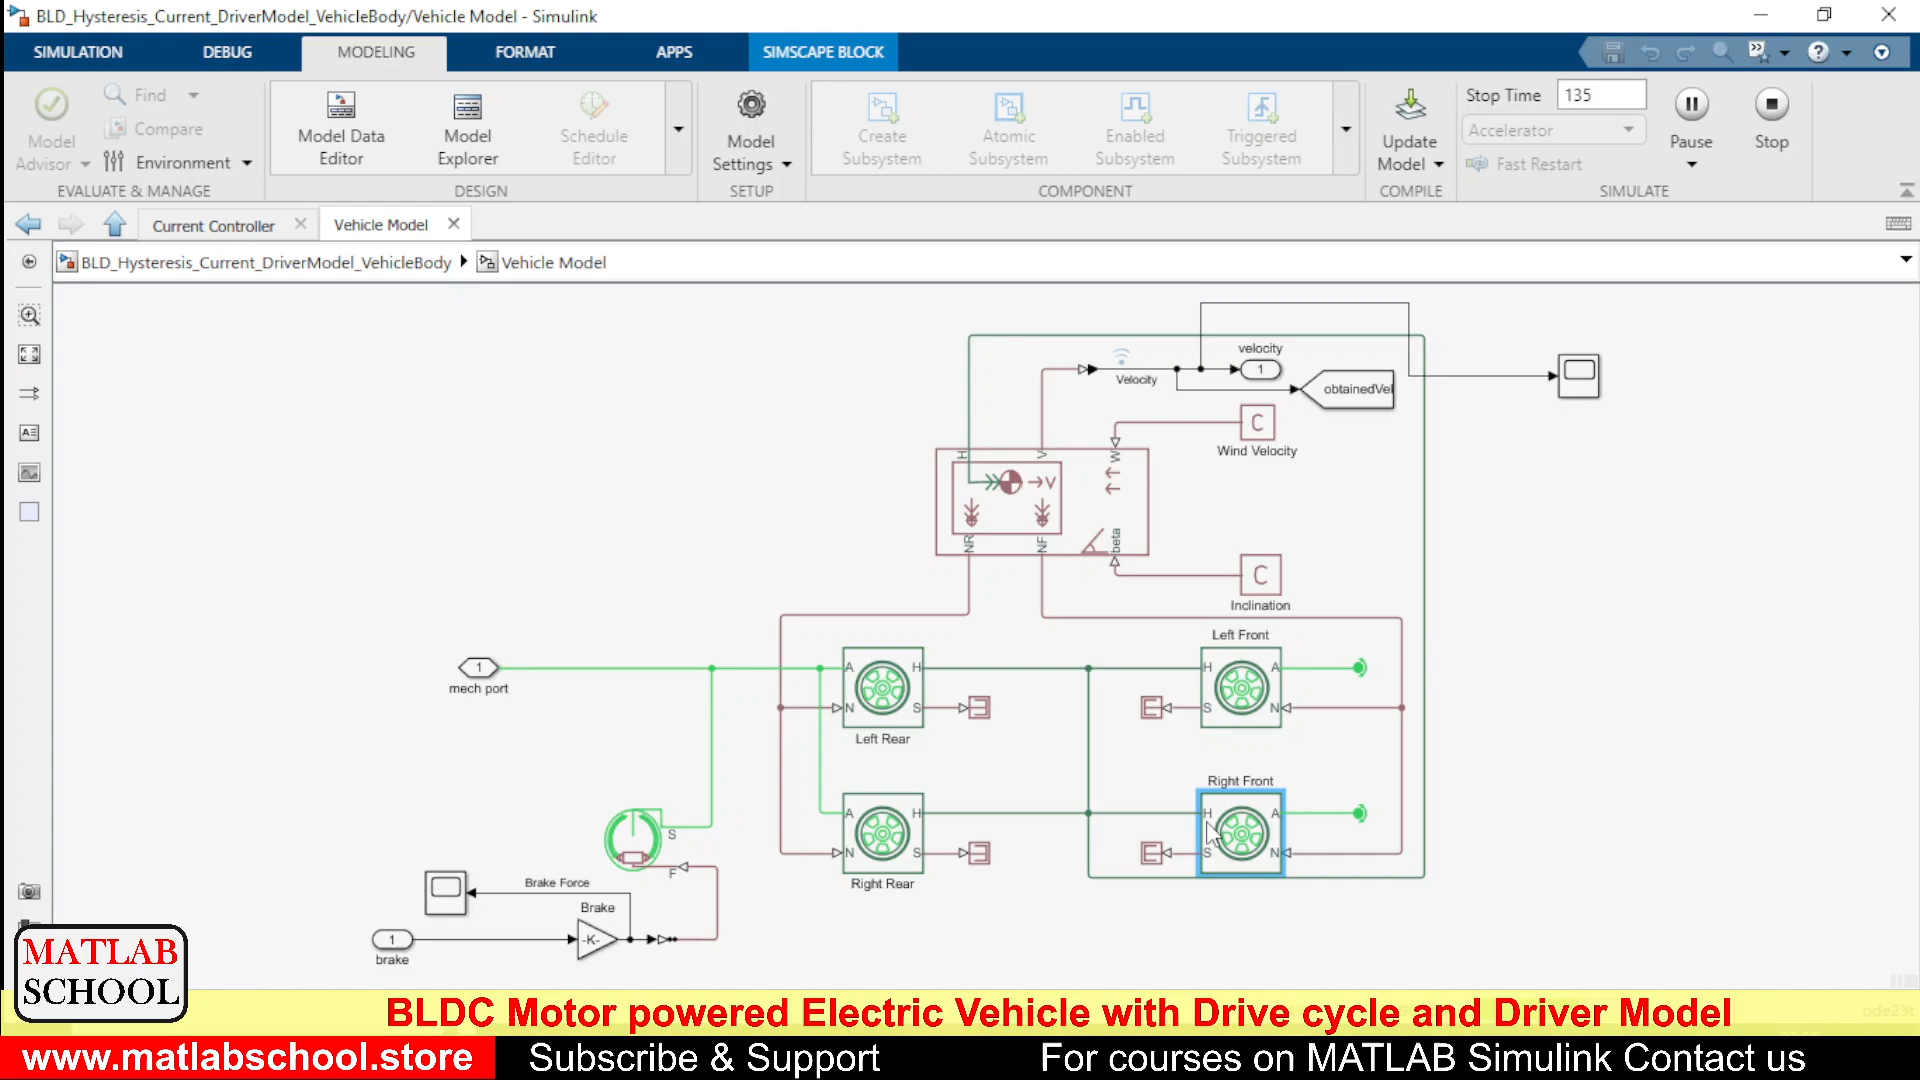 BLD_Hysteresis_Current_DriverModel_VehicleBody/Vehicle Model - Simulink
SIMULATION DEBUG MODELING FORMAT APPS SIMSCAPE BLOCK
Model Advisor
Find
Compare
Environment
EVALUATE & MANAGE
Model Data Editor
Model Explorer
Schedule Editor
DESIGN
Model Settings
SETUP
Create Subsystem
Atomic Subsystem
Enabled Subsystem
Triggered Subsystem
COMPONENT
Update Model
COMPILE
Stop Time 135
Accelerator
Fast Restart
Pause
Stop
SIMULATE
Current Controller
Vehicle Model
BLD_Hysteresis_Current_DriverModel_VehicleBody Vehicle Model
velocity
1
Velocity
obtainedVel
C
Wind Velocity
H V W
V
NR NF beta
C
Inclination
Left Front
1
mech port
A H
N S
Left Rear
H A
S N
Right Front
A H
N S
Right Rear
H A
S N
S
F
Brake Force
Brake
-K-
1
brake
MATLAB
SCHOOL
BLDC Motor powered Electric Vehicle with Drive cycle and Driver Model
ode23t
www.matlabschool.store
Subscribe & Support
For courses on MATLAB Simulink Contact us